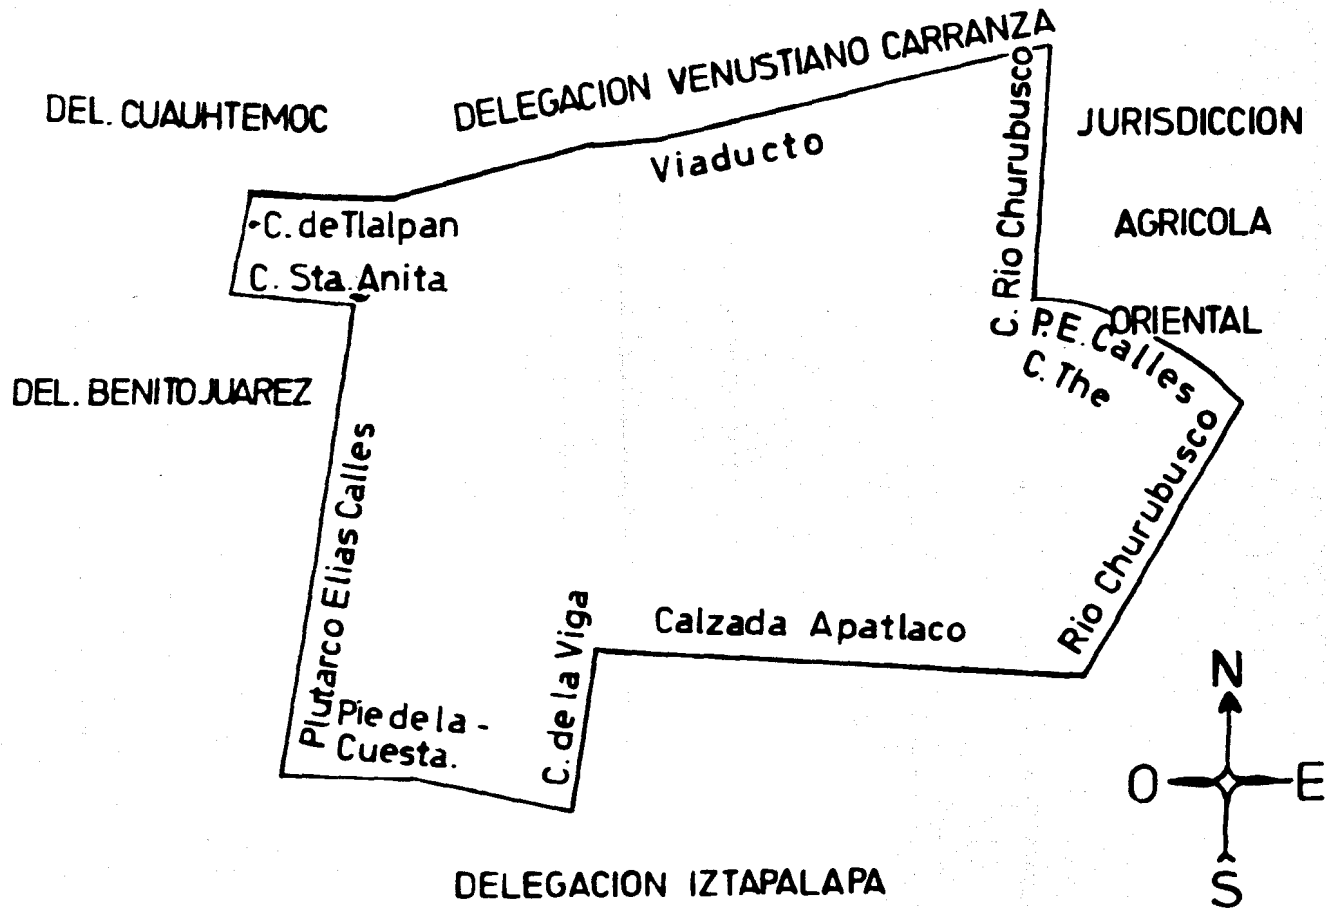 DELEGACION VENUSTIANO CARRANZA
DEL. CUAUHTEMOC
Viaducto
C. Rio Churubusco
JURISDICCION
AGRICOLA
ORIENTAL
C. de Tlalpan
C. Sta. Anita
P.E. Calles
C. The
DEL. BENITO JUAREZ
Plutarco Elias Calles
Rio Churubusco
Calzada Apatlaco
C. de la Viga
Pie de la -
Cuesta.
N
O
E
S
DELEGACION IZTAPALAPA